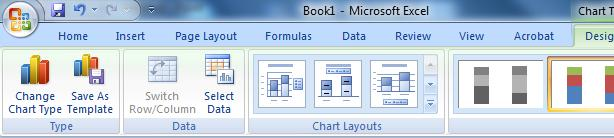 Book1 - Microsoft Excel Chart T
Home Insert Page Layout Formulas Data Review View Acrobat Desig
Change Chart Type Save As Template Switch Row/Column Select Data
Type Data Chart Layouts